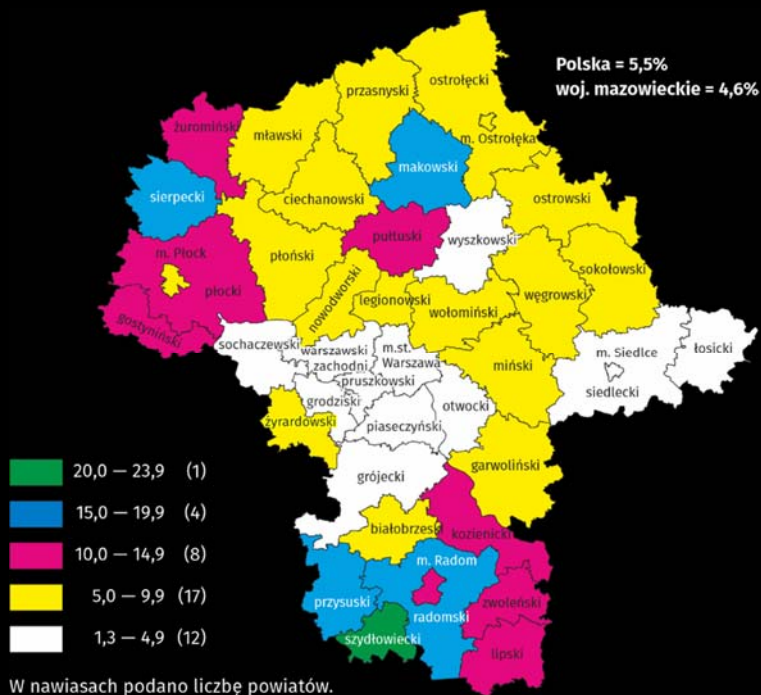 Polska = 5,5%
woj. mazowieckie = 4,6%
ostrołęcki
przasnyski
żuromiński
mławski
m. Ostrołęka
makowski
sierpecki
ciechanowski
ostrowski
pułtuski
wyszkowski
m. Płock
płoński
sokołowski
płocki
nowodworski
legionowski
wołomiński
węgrowski
gostyniński
sochaczewski
warszawski
zachodni
m.st.
Warszawa
miński
m. Siedlce
łosicki
pruszkowski
siedlecki
grodziski
otwocki
żyrardowski
piaseczyński
garwoliński
grójecki
białobrzeski
kozienicki
m. Radom
przysuski
radomski
zwoleński
szydłowiecki
lipski
20,0 — 23,9 (1)
15,0 — 19,9 (4)
10,0 — 14,9 (8)
5,0 — 9,9 (17)
1,3 — 4,9 (12)
W nawiasach podano liczbę powiatów.